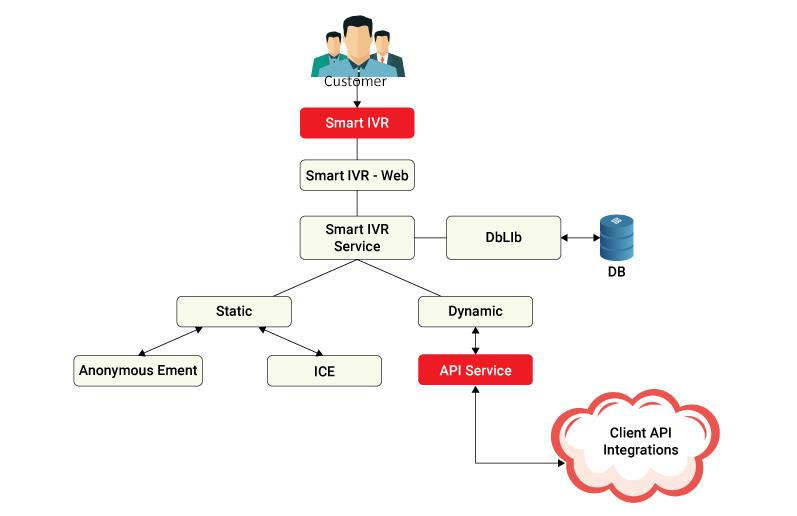 Customer
Smart IVR
Smart IVR - Web
Smart IVR
Service
DbLIb
DB
Static
Dynamic
Anonymous Ement
ICE
API Service
Client API
Integrations